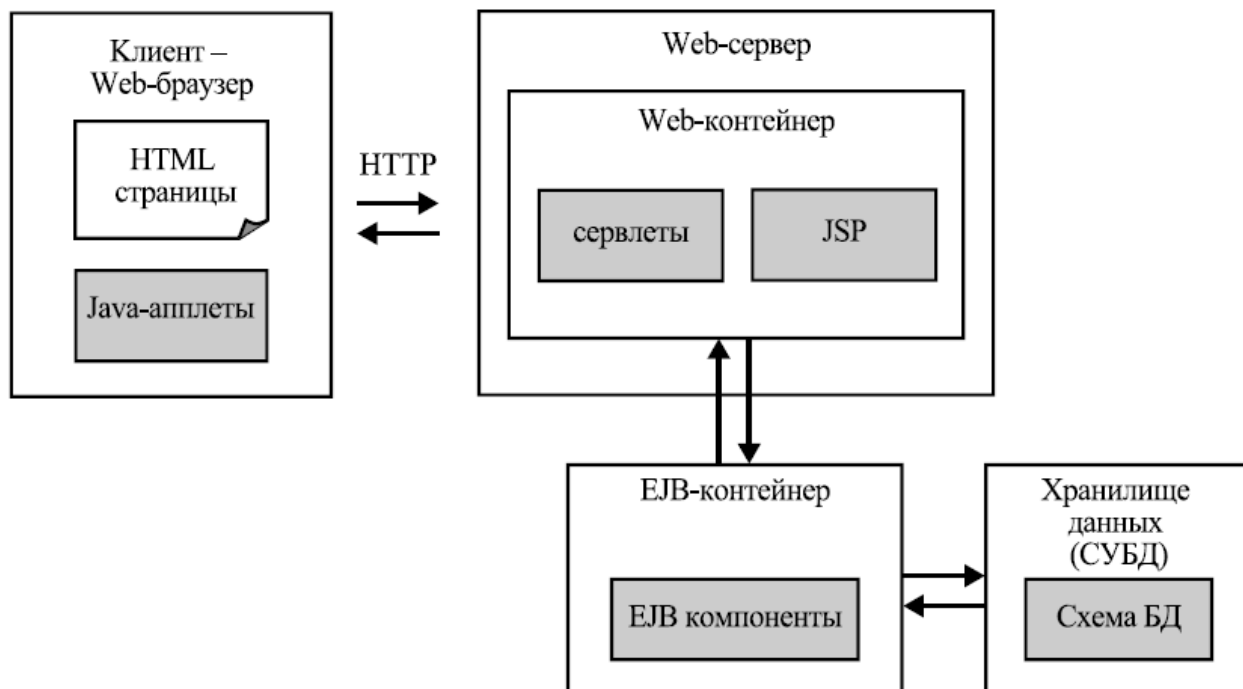 Клиент –
Web-браузер
HTML
страницы
Java-апплеты
HTTP
Web-сервер
Web-контейнер
сервлеты
JSP
EJB-контейнер
EJB компоненты
Хранилище
данных
(СУБД)
Схема БД